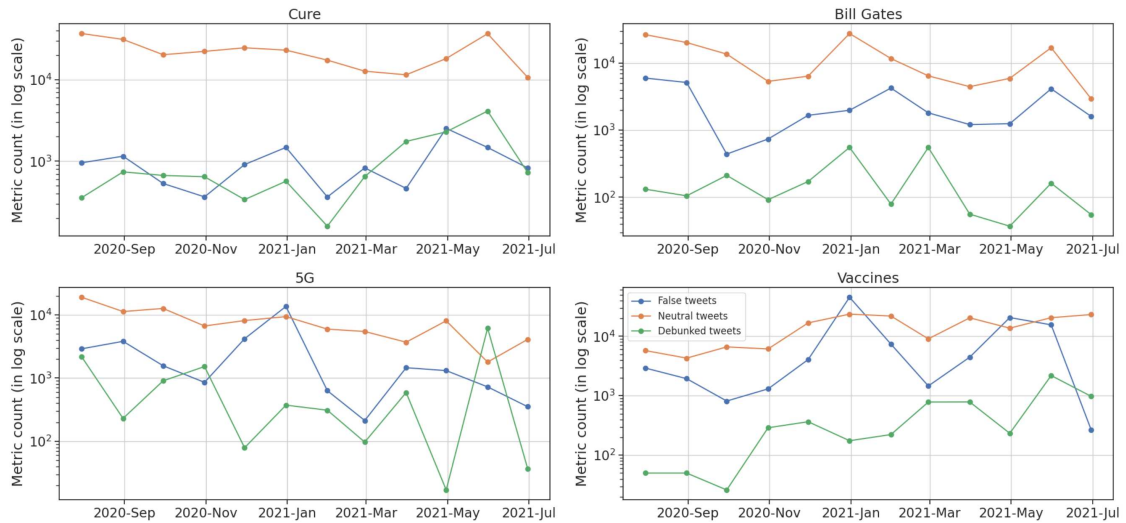 Cure
Metric count (in log scale)
10^4
10^3
2020-Sep 2020-Nov 2021-Jan 2021-Mar 2021-May 2021-Jul
Bill Gates
Metric count (in log scale)
10^4
10^3
10^2
2020-Sep 2020-Nov 2021-Jan 2021-Mar 2021-May 2021-Jul
5G
Metric count (in log scale)
10^4
10^3
10^2
2020-Sep 2020-Nov 2021-Jan 2021-Mar 2021-May 2021-Jul
Vaccines
Metric count (in log scale)
10^4
10^3
10^2
False tweets
Neutral tweets
Debunked tweets
2020-Sep 2020-Nov 2021-Jan 2021-Mar 2021-May 2021-Jul